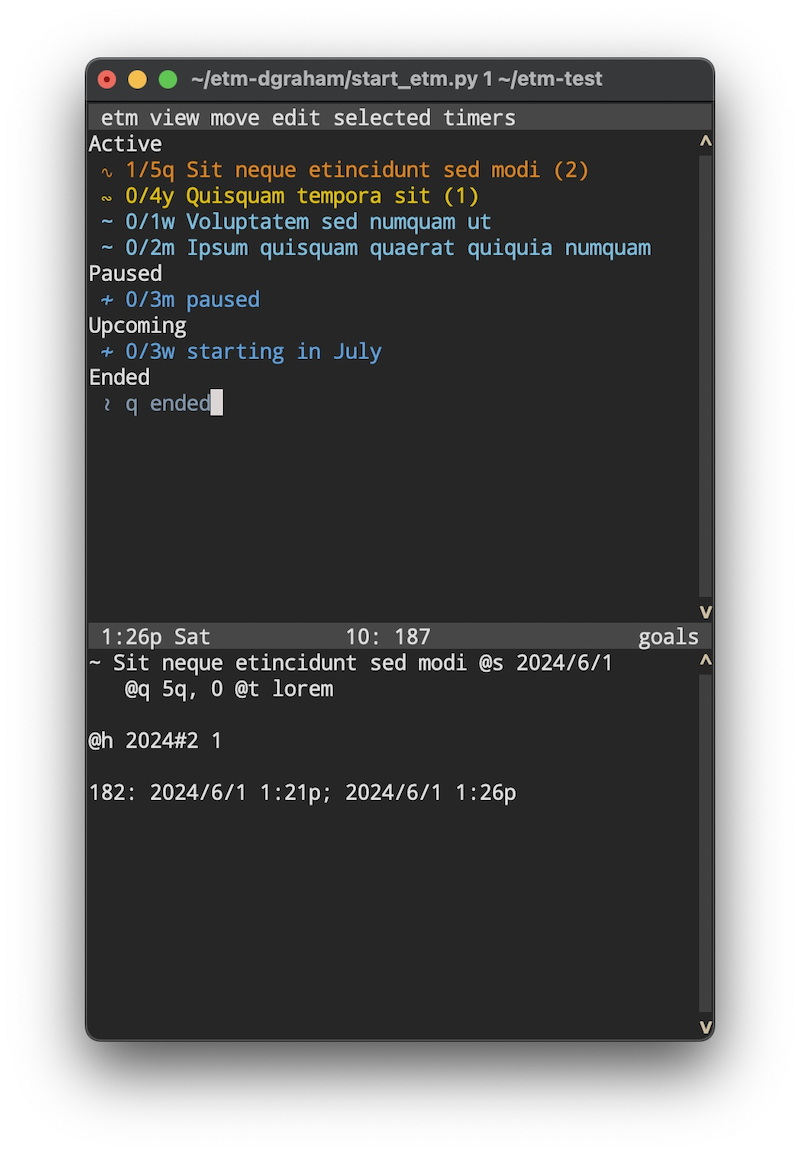 ~/etm-dgraham/start_etm.py 1 ~/etm-test
etm view move edit selected timers
Active
∿ 1/5q Sit neque etincidunt sed modi (2)
∾ 0/4y Quisquam tempora sit (1)
~ 0/1w Voluptatem sed numquam ut
~ 0/2m Ipsum quisquam quaerat quiquia numquam
Paused
≁ 0/3m paused
Upcoming
≁ 0/3w starting in July
Ended
≀ q ended
1:26p Sat 10: 187 goals
~ Sit neque etincidunt sed modi @s 2024/6/1
@q 5q, 0 @t lorem
@h 2024#2 1
182: 2024/6/1 1:21p; 2024/6/1 1:26p